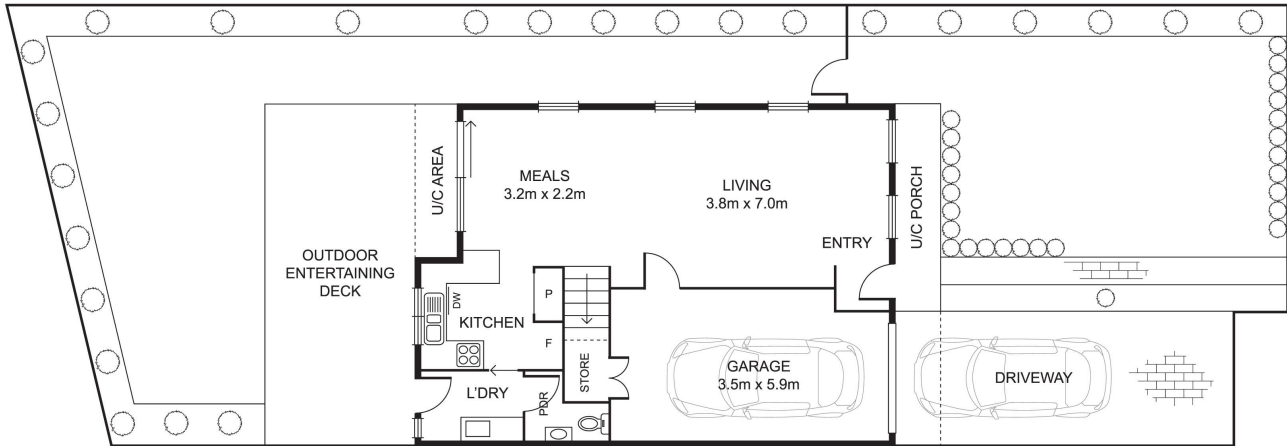 MEALS
3.2m x 2.2m
LIVING
3.8m x 7.0m
U/C AREA
U/C PORCH
ENTRY
OUTDOOR
ENTERTAINING
DECK
DW
P
KITCHEN
F
STORE
GARAGE
3.5m x 5.9m
DRIVEWAY
L'DRY
PDR